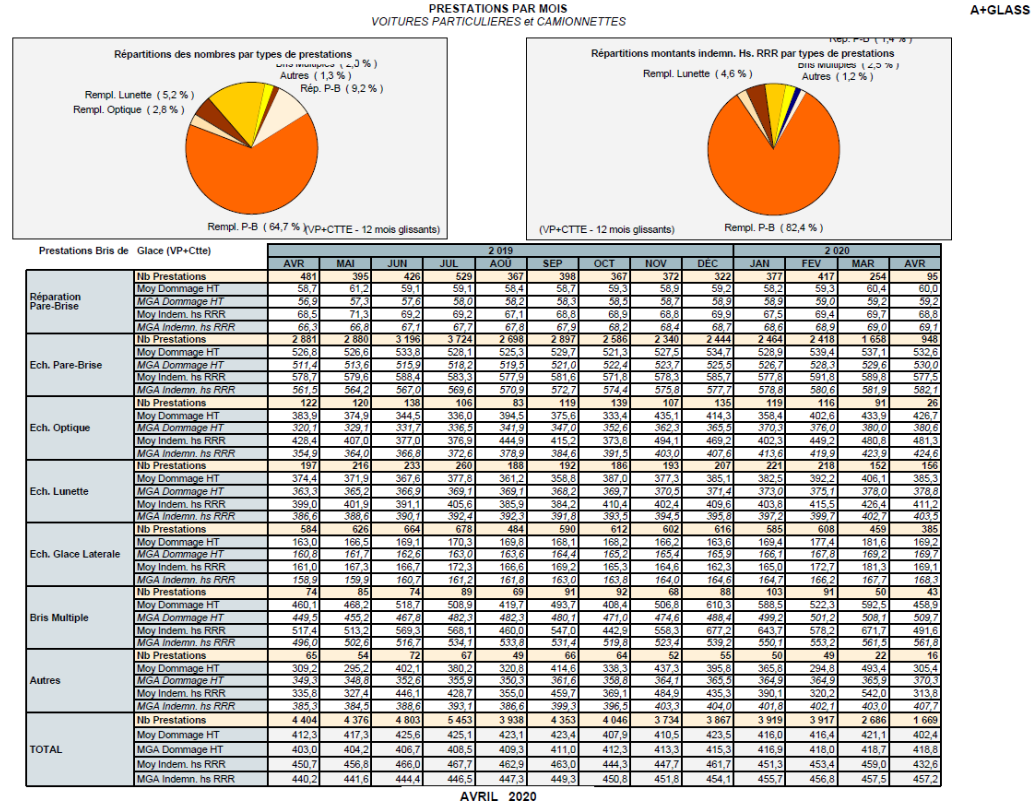 PRESTATIONS PAR MOIS
A+GLASS
VOITURES PARTICULIERES et CAMIONNETTES
Répartitions des nombres par types de prestations
Bris Multiples ( 2,0 % )
Autres ( 1,3 % )
Rép. P-B ( 9,2 % )
Rempl. Lunette ( 5,2 % )
Rempl. Optique ( 2,8 % )
Rempl. P-B ( 64,7 % )
(VP+CTTE - 12 mois glissants)
Rép. P-B ( 1,4 % )
Répartitions montants indemn. Hs. RRR par types de prestations
Bris Multiples ( 2,5 % )
Rempl. Lunette ( 4,6 % )
Autres ( 1,2 % )
(VP+CTTE - 12 mois glissants)
Rempl. P-B ( 82,4 % )
Prestations Bris de Glace (VP+Ctte) 2 019 2 020
AVR MAI JUN JUL AOÛ SEP OCT NOV DÉC JAN FEV MAR AVR
Réparation Pare-Brise
Nb Prestations 481 395 426 529 367 398 367 372 322 377 417 254 95
Moy Dommage HT 58,7 61,2 59,1 59,1 58,4 58,7 59,3 58,9 59,2 58,2 59,3 60,4 60,0
MGA Dommage HT 56,9 57,3 57,6 58,0 58,2 58,3 58,5 58,7 58,9 58,9 59,0 59,2 59,2
Moy Indem. hs RRR 68,5 71,3 69,2 69,2 67,1 68,8 68,9 68,8 69,9 67,5 69,4 69,7 68,8
MGA Indemn. hs RRR 66,3 66,8 67,1 67,7 67,8 67,9 68,2 68,4 68,7 68,6 68,9 69,0 69,1
Ech. Pare-Brise
Nb Prestations 2 881 2 880 3 196 3 724 2 698 2 897 2 586 2 340 2 444 2 464 2 418 1 658 948
Moy Dommage HT 526,8 526,6 533,8 528,1 525,3 529,7 521,3 527,5 534,7 528,9 539,4 537,1 532,6
MGA Dommage HT 511,4 513,6 515,9 518,2 519,5 521,0 522,4 523,7 525,5 526,7 528,3 529,6 530,0
Moy Indem. hs RRR 578,7 579,6 588,4 583,3 577,9 581,6 571,8 578,3 585,7 577,8 591,8 589,8 577,5
MGA Indemn. hs RRR 561,5 564,2 567,0 569,6 570,9 572,7 574,4 575,8 577,7 578,8 580,6 581,9 582,1
Ech. Optique
Nb Prestations 122 120 138 106 83 119 139 107 135 119 116 91 26
Moy Dommage HT 383,9 374,9 344,5 336,0 394,5 375,6 333,4 435,1 414,3 358,4 402,6 433,9 426,7
MGA Dommage HT 320,1 329,1 331,7 336,5 341,9 347,0 352,6 362,3 365,5 370,3 376,0 380,0 380,6
Moy Indem. hs RRR 428,4 407,0 377,0 376,9 444,9 415,2 373,8 494,1 469,2 402,3 449,2 480,8 481,3
MGA Indemn. hs RRR 354,9 364,0 366,8 372,6 378,9 384,6 391,5 403,0 407,6 413,6 419,9 423,9 424,6
Ech. Lunette
Nb Prestations 197 216 233 260 188 192 186 193 207 221 218 152 156
Moy Dommage HT 374,4 371,9 367,6 377,8 361,2 358,8 387,0 377,3 385,1 382,5 392,2 406,1 385,3
MGA Dommage HT 363,3 365,2 366,9 369,1 369,1 368,2 369,7 370,5 371,4 373,0 375,1 378,0 378,8
Moy Indem. hs RRR 399,0 401,9 391,1 405,6 385,9 384,2 410,4 402,4 409,6 403,8 415,5 426,4 411,2
MGA Indemn. hs RRR 386,6 388,6 390,1 392,4 392,3 391,8 393,5 394,5 395,8 397,2 399,7 402,7 403,5
Ech. Glace Laterale
Nb Prestations 584 626 664 678 484 590 612 602 616 585 608 459 385
Moy Dommage HT 163,0 166,5 169,1 170,3 169,8 168,1 168,2 166,2 163,6 169,4 177,4 181,6 169,2
MGA Dommage HT 160,8 161,7 162,6 163,0 163,6 164,4 165,2 165,4 165,9 166,1 167,8 169,2 169,7
Moy Indem. hs RRR 161,0 167,3 166,7 172,3 166,6 169,2 165,3 164,6 162,3 165,0 172,7 181,3 169,1
MGA Indemn. hs RRR 158,9 159,9 160,7 161,2 161,8 163,0 163,8 164,0 164,6 164,7 166,2 167,7 168,3
Bris Multiple
Nb Prestations 74 85 74 89 69 91 92 68 88 103 91 50 43
Moy Dommage HT 460,1 468,2 518,7 508,9 419,7 493,7 408,4 506,8 610,3 588,5 522,3 592,5 458,9
MGA Dommage HT 449,5 455,2 467,8 482,3 482,3 480,1 471,0 474,6 488,4 499,2 501,2 508,1 509,7
Moy Indem. hs RRR 517,4 513,2 569,3 568,1 460,0 547,0 442,9 558,3 677,2 643,7 578,2 671,7 491,6
MGA Indemn. hs RRR 496,0 502,6 516,7 534,1 533,8 531,4 519,8 523,4 539,2 550,1 553,2 561,5 561,8
Autres
Nb Prestations 65 54 72 67 49 66 64 52 55 50 49 22 16
Moy Dommage HT 309,2 295,2 402,1 380,2 320,8 414,6 338,3 437,3 395,8 365,8 294,8 493,4 305,4
MGA Dommage HT 349,3 348,8 352,6 355,9 350,3 361,6 358,8 364,1 365,5 364,9 364,9 365,9 370,3
Moy Indem. hs RRR 335,8 327,4 446,1 428,7 355,0 459,7 369,1 484,9 435,3 390,1 320,2 542,0 313,8
MGA Indemn. hs RRR 385,3 384,5 388,6 393,1 386,6 399,3 396,5 403,3 404,0 401,8 402,1 403,0 407,7
TOTAL
Nb Prestations 4 404 4 376 4 803 5 453 3 938 4 353 4 046 3 734 3 867 3 919 3 917 2 686 1 669
Moy Dommage HT 412,3 417,3 425,6 425,1 423,1 423,4 407,9 410,5 423,5 416,0 416,4 421,1 402,4
MGA Dommage HT 403,0 404,2 406,7 408,5 409,3 411,0 412,3 413,3 415,3 416,9 418,0 418,7 418,8
Moy Indem. hs RRR 450,7 456,8 466,0 467,7 462,9 463,0 444,3 447,7 461,7 451,3 453,4 459,0 432,6
MGA Indemn. hs RRR 440,2 441,6 444,4 446,5 447,3 449,3 450,8 451,8 454,1 455,7 456,8 457,5 457,2
AVRIL 2020